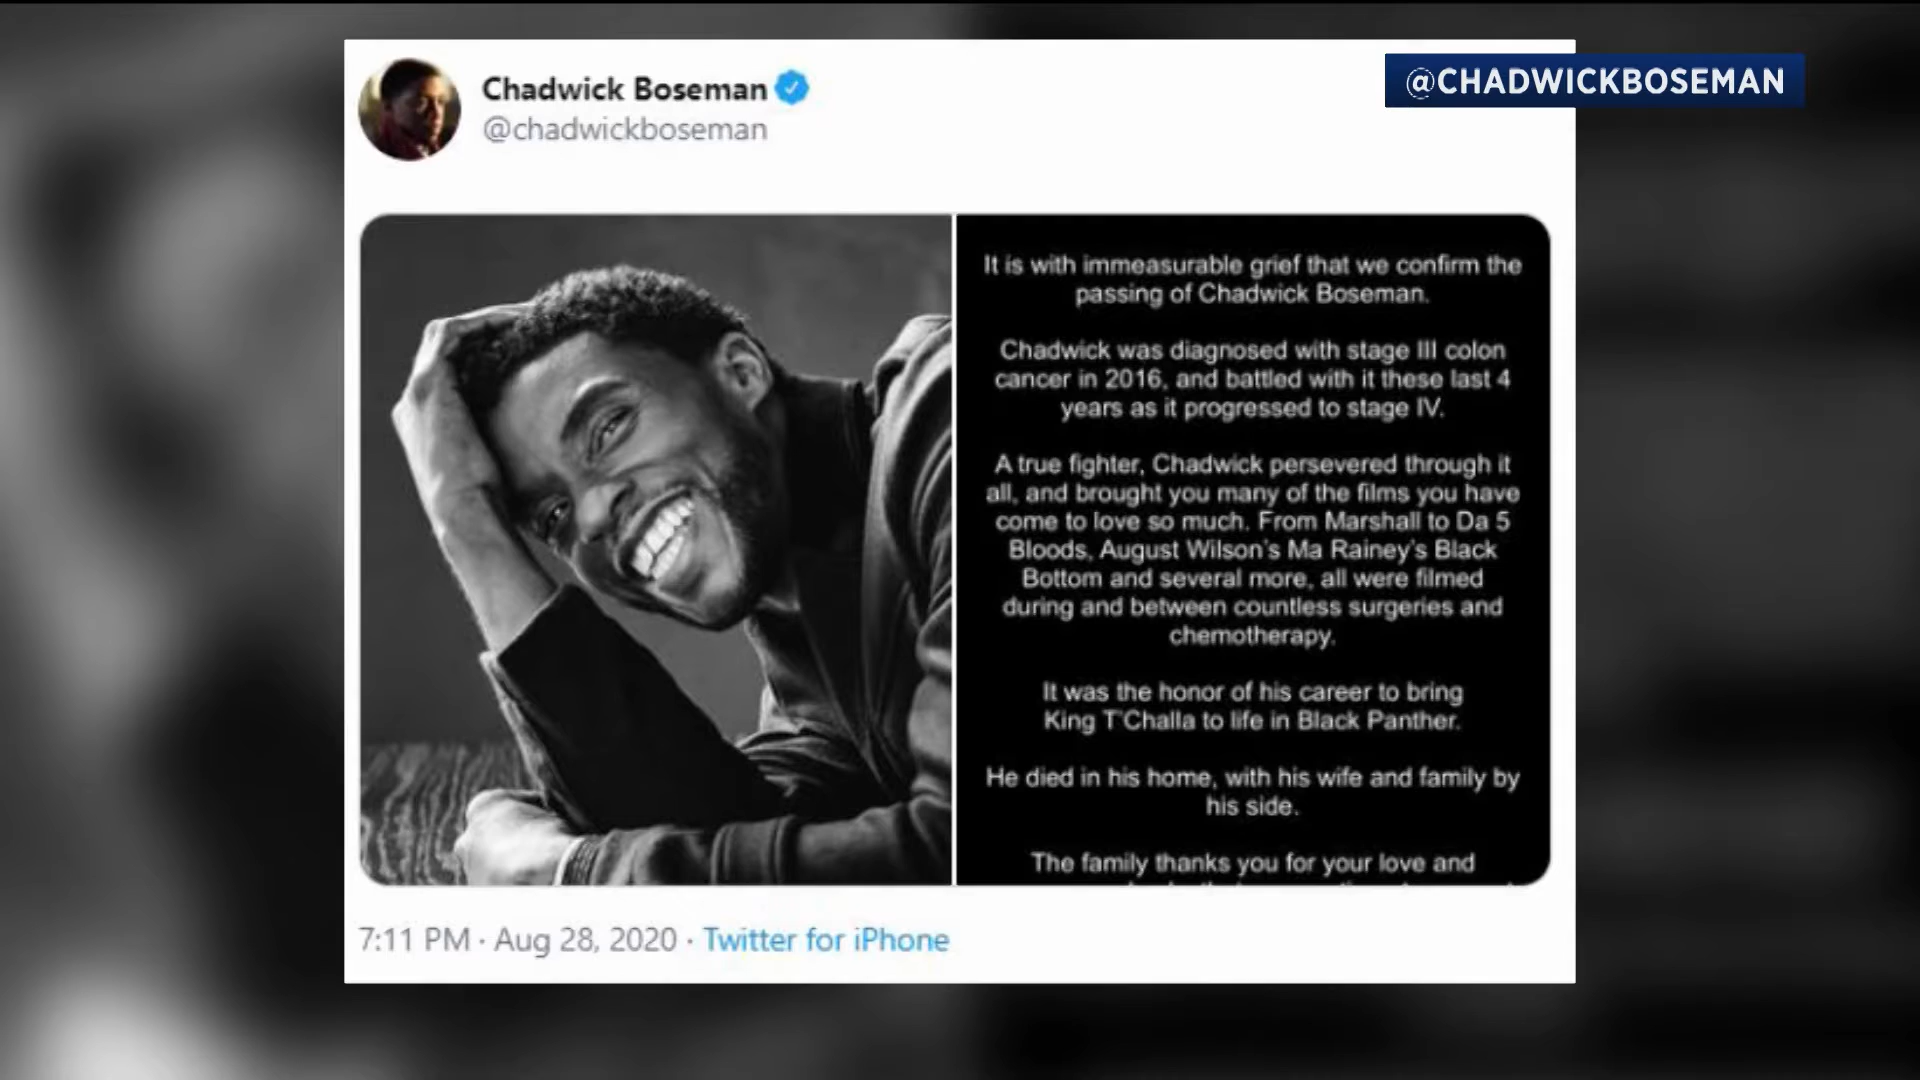 Chadwick Boseman
@CHADWICKBOSEMAN
@chadwickboseman
It is with immeasurable grief that we confirm the
passing of Chadwick Boseman.
Chadwick was diagnosed with stage III colon
cancer in 2016, and battled with it these last 4
years as it progressed to stage IV.
A true fighter, Chadwick persevered through it
all, and brought you many of the films you have
come to love so much. From Marshall to Da 5
Bloods, August Wilson's Ma Rainey's Black
Bottom and several more, all were filmed
during and between countless surgeries and
chemotherapy.
It was the honor of his career to bring
King T'Challa to life in Black Panther.
He died in his home, with his wife and family by
his side.
The family thanks you for your love and
7:11 PM · Aug 28, 2020 · Twitter for iPhone